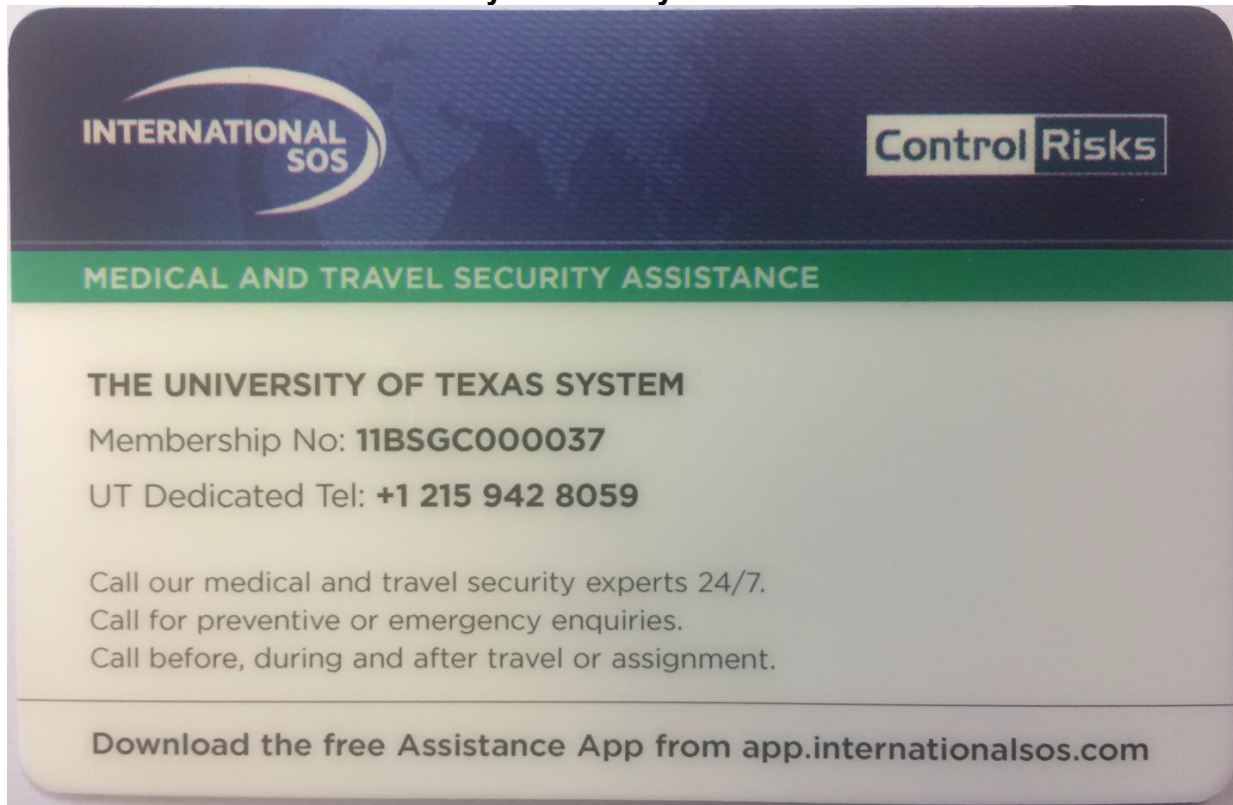 INTERNATIONAL
SOS
Control Risks
MEDICAL AND TRAVEL SECURITY ASSISTANCE
THE UNIVERSITY OF TEXAS SYSTEM
Membership No: 11BSGC000037
UT Dedicated Tel: +1 215 942 8059
Call our medical and travel security experts 24/7.
Call for preventive or emergency enquiries.
Call before, during and after travel or assignment.
Download the free Assistance App from app.internationalsos.com